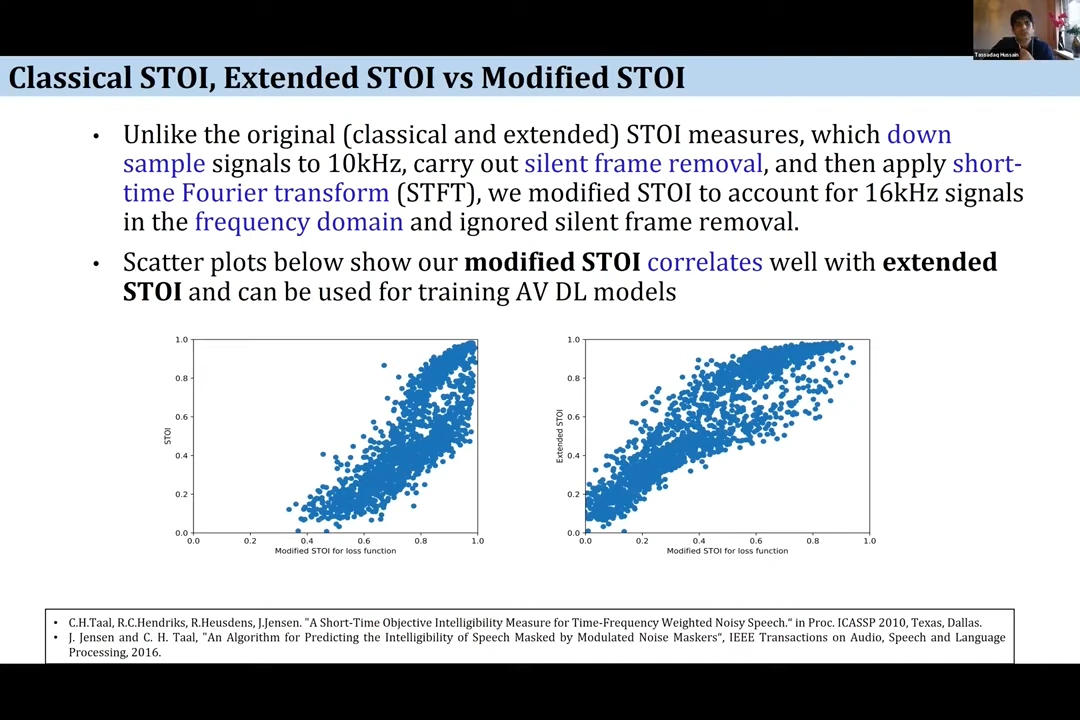 Tassadaq Hussain
Classical STOI, Extended STOI vs Modified STOI
• Unlike the original (classical and extended) STOI measures, which down
sample signals to 10kHz, carry out silent frame removal, and then apply short-
time Fourier transform (STFT), we modified STOI to account for 16kHz signals
in the frequency domain and ignored silent frame removal.
• Scatter plots below show our modified STOI correlates well with extended
STOI and can be used for training AV DL models
1.0
0.8
0.6
0.4
0.2
0.0
STOI
0.0 0.2 0.4 0.6 0.8 1.0
Modified STOI for loss function
1.0
0.8
0.6
0.4
0.2
0.0
Extended STOI
0.0 0.2 0.4 0.6 0.8 1.0
Modified STOI for loss function
• C.H.Taal, R.C.Hendriks, R.Heusdens, J.Jensen. "A Short-Time Objective Intelligibility Measure for Time-Frequency Weighted Noisy Speech.“ in Proc. ICASSP 2010, Texas, Dallas.
• J. Jensen and C. H. Taal, "An Algorithm for Predicting the Intelligibility of Speech Masked by Modulated Noise Maskers“, IEEE Transactions on Audio, Speech and Language
Processing, 2016.